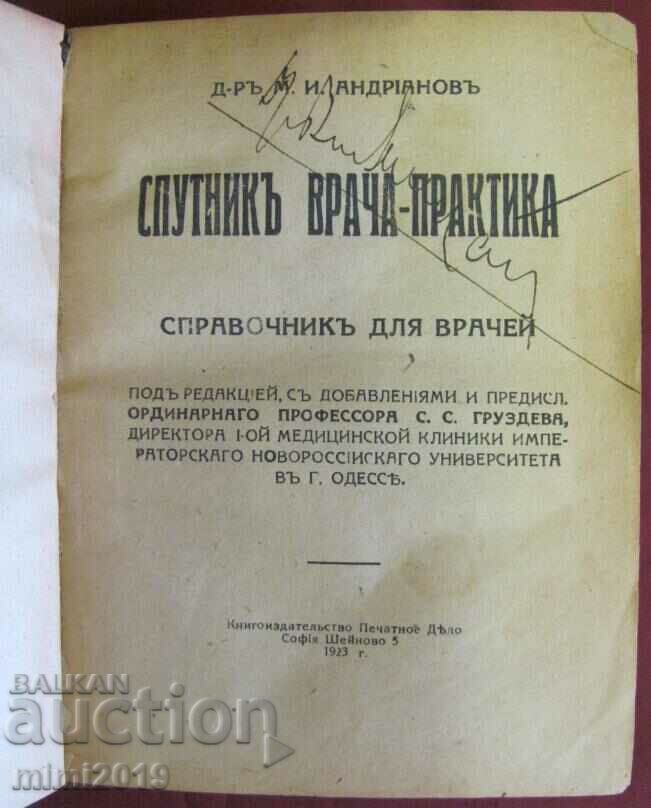 Д-РЪ М. И. АНДРІАНОВЪ
СПУТНИКЪ ВРАЧА-ПРАКТИКА
СПРАВОЧНИКЪ ДЛЯ ВРАЧЕЙ
ПОДЪ РЕДАКЦІЕЙ, СЪ ДОБАВЛЕНІЯМИ И ПРЕДИСЛ.
ОРДИНАРНАГО ПРОФЕССОРА С. С. ГРУЗДЕВА,
ДИРЕКТОРА І-ОЙ МЕДИЦИНСКОЙ КЛИНИКИ ИМПЕ-
РАТОРСКАГО НОВОРОССІИСКАГО УНИВЕРСИТЕТА
ВЪ Г. ОДЕССѢ.
Книгоиздательство Печатное Дѣло
Софія Шейново 5
1923 г.
BALKAN
auction
mimi2019